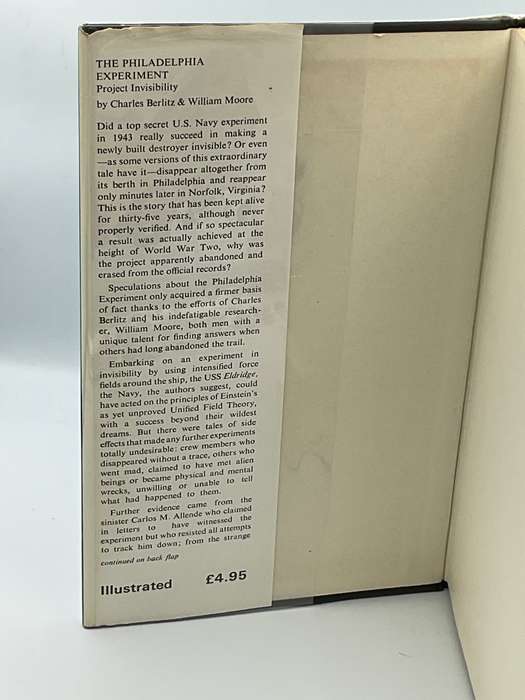 THE PHILADELPHIA
EXPERIMENT
Project Invisibility
by Charles Berlitz & William Moore
Did a top secret U.S. Navy experiment
in 1943 really succeed in making a
newly built destroyer invisible? Or even
—as some versions of this extraordinary
tale have it—disappear altogether from
its berth in Philadelphia and reappear
only minutes later in Norfolk, Virginia?
This is the story that has been kept alive
for thirty-five years, although never
properly verified. And if so spectacular
a result was actually achieved at the
height of World War Two, why was
the project apparently abandoned and
erased from the official records?
Speculations about the Philadelphia
Experiment only acquired a firmer basis
of fact thanks to the efforts of Charles
Berlitz and his indefatigable research-
er, William Moore, both men with a
unique talent for finding answers when
others had long abandoned the trail.
Embarking on an experiment in
invisibility by using intensified force
fields around the ship, the USS Eldridge,
the Navy, the authors suggest, could
have acted on the principles of Einstein's
as yet unproved Unified Field Theory,
with a success beyond their wildest
dreams. But there were tales of side
effects that made any further experiments
totally undesirable: crew members who
disappeared without a trace, others who
went mad, claimed to have met alien
beings or became physical and mental
wrecks, unwilling or unable to tell
what had happened to them.
Further evidence came from the
sinister Carlos M. Allende who claimed
in letters to have witnessed the
experiment but who resisted all attempts
to track him down; from the strange
continued on back flap
Illustrated £4.95